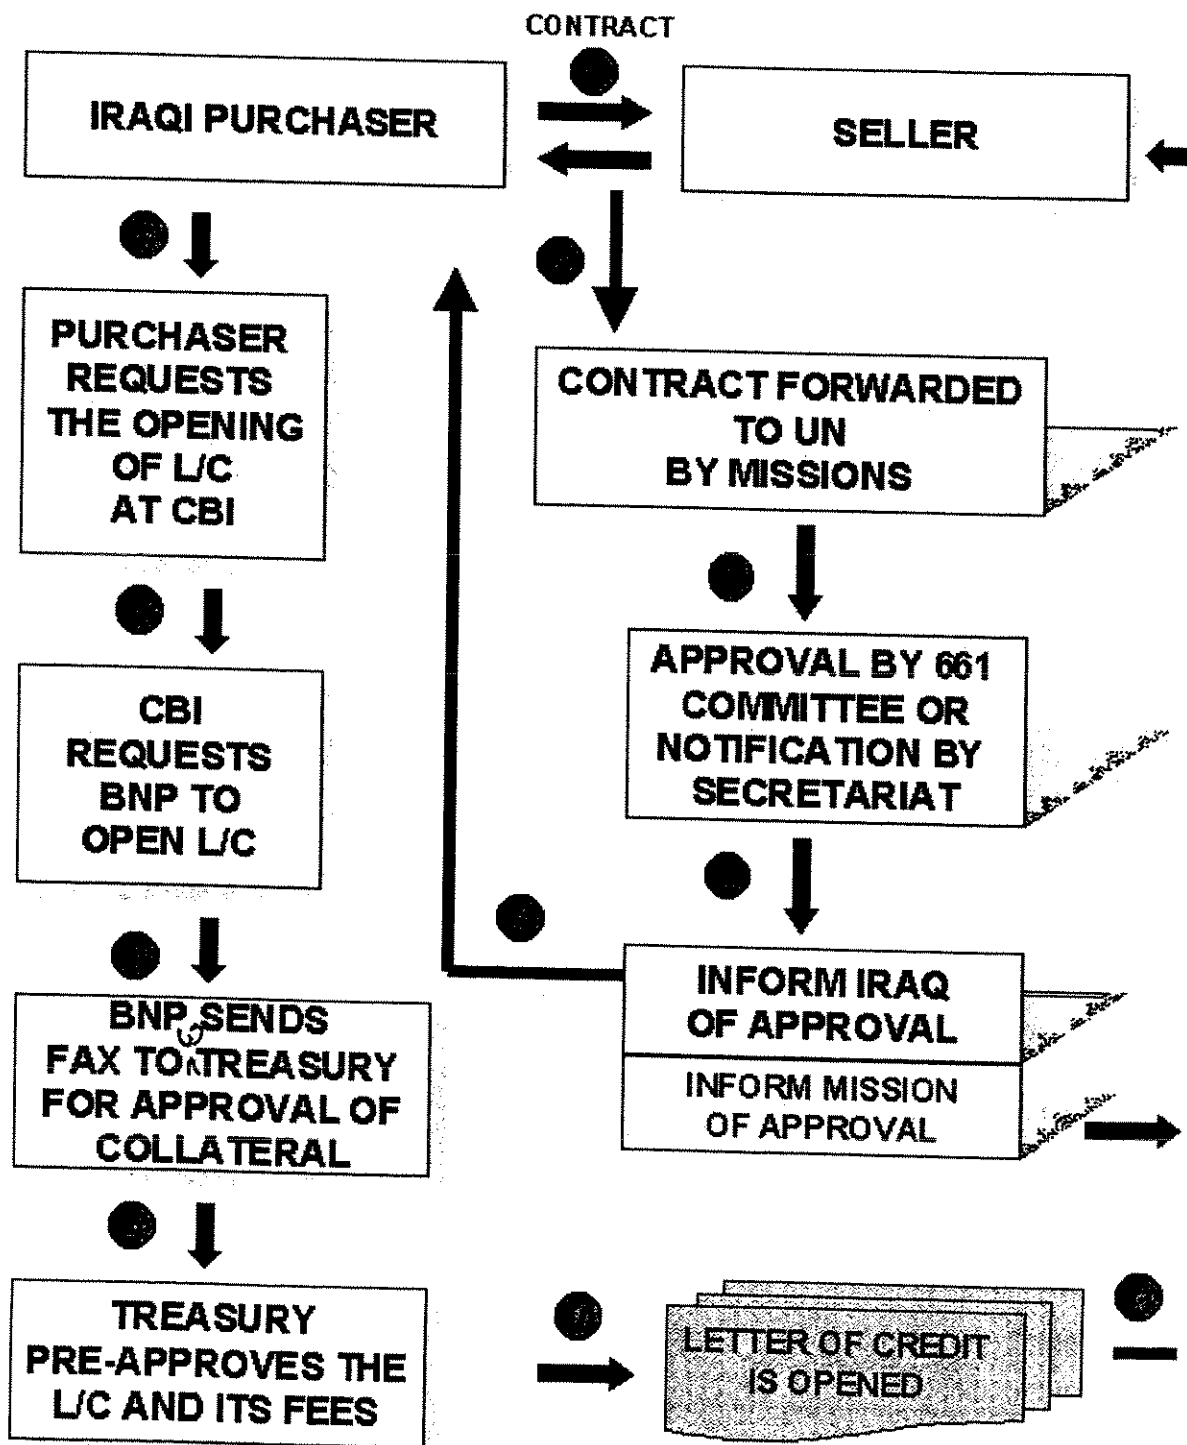 CONTRACT
IRAQI PURCHASER
SELLER
PURCHASER
REQUESTS
THE OPENING
OF L/C
AT CBI
CONTRACT FORWARDED
TO UN
BY MISSIONS
APPROVAL BY 661
COMMITTEE OR
NOTIFICATION BY
SECRETARIAT
CBI
REQUESTS
BNP TO
OPEN L/C
INFORM IRAQ
OF APPROVAL
INFORM MISSION
OF APPROVAL
BNP SENDS
FAX TO TREASURY
FOR APPROVAL OF
COLLATERAL
TREASURY
PRE-APPROVES THE
L/C AND ITS FEES
LETTER OF CREDIT
IS OPENED